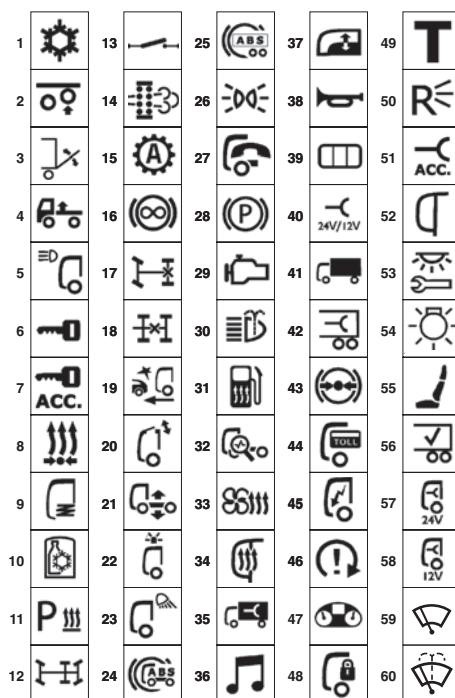 1 13 25 ABS 37 49 T
2 14 26 38 50 R
3 15 A 27 39 51 ACC.
4 16 28 P 40 24V/12V 52
5 17 29 41 53
6 18 30 42 54
7 ACC. 19 31 43 55
8 20 32 44 TOLL 56
9 21 33 45 57 24V
10 22 34 46 ! 58 12V
11 P 23 35 47 59
12 24 ABS 36 48 60